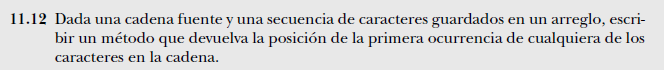 11.12 Dada una cadena fuente y una secuencia de caracteres guardados en un arreglo, escri-
bir un método que devuelva la posición de la primera ocurrencia de cualquiera de los
caracteres en la cadena.